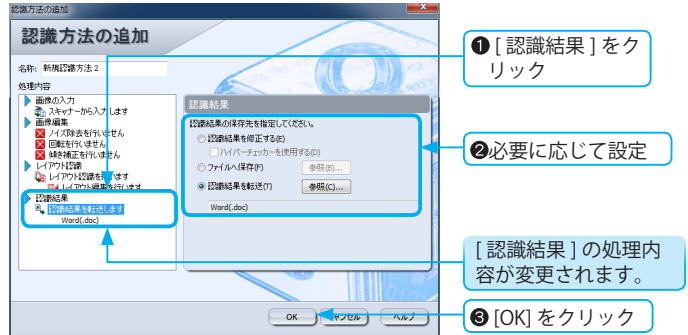 認識方法の追加
認識方法の追加
名称: 新規認識方法 2
処理内容
画像の入力
スキャナーから入力します
画像編集
ノイズ除去を行いません
回転を行いません
傾き補正を行いません
レイアウト認識
レイアウト認識を行います
レイアウト編集を行います
認識結果
認識結果を転送します
Word(.doc)
認識結果
認識結果の保存先を指定してください。
認識結果を修正する(E)
ハイパーチェッカーを使用する(D)
ファイルへ保存(F)
参照(B)...
認識結果を転送(T)
参照(C)...
Word(.doc)
OK
キャンセル
ヘルプ
❶ [ 認識結果 ] をク
リック
❷必要に応じて設定
[ 認識結果 ] の処理内
容が変更されます。
❸ [OK] をクリック